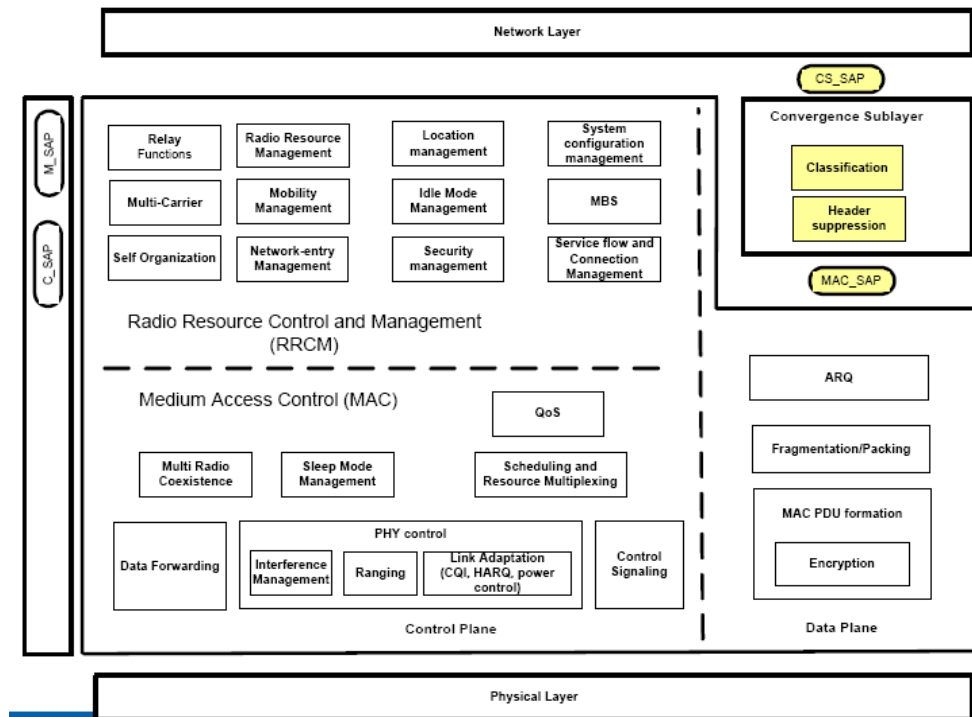 Network Layer
CS_SAP
M_SAP
C_SAP
Relay
Functions
Radio Resource
Management
Location
management
System
configuration
management
Multi-Carrier
Mobility
Management
Idle Mode
Management
MBS
Self Organization
Network-entry
Management
Security
management
Service flow and
Connection
Management
Radio Resource Control and Management
(RRCM)
Convergence Sublayer
Classification
Header
suppression
MAC_SAP
Medium Access Control (MAC)
QoS
Multi Radio
Coexistence
Sleep Mode
Management
Scheduling and
Resource Multiplexing
Data Forwarding
PHY control
Interference
Management
Ranging
Link Adaptation
(CQI, HARQ, power
control)
Control
Signaling
Control Plane
ARQ
Fragmentation/Packing
MAC PDU formation
Encryption
Data Plane
Physical Layer